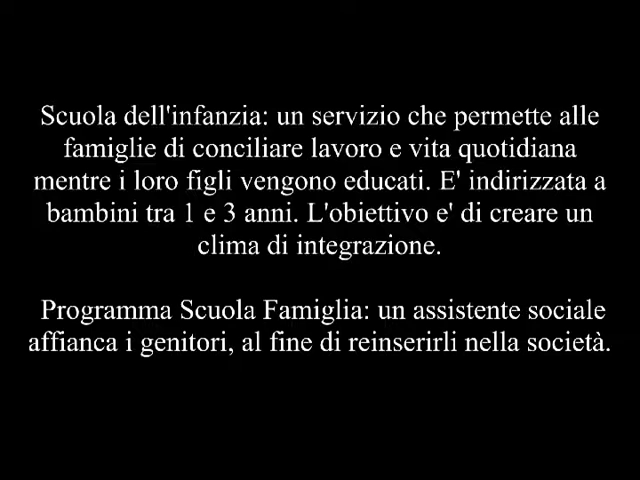 Scuola dell'infanzia: un servizio che permette alle
famiglie di conciliare lavoro e vita quotidiana
mentre i loro figli vengono educati. E' indirizzata a
bambini tra 1 e 3 anni. L'obiettivo e' di creare un
clima di integrazione.
Programma Scuola Famiglia: un assistente sociale
affianca i genitori, al fine di reinserirli nella società.